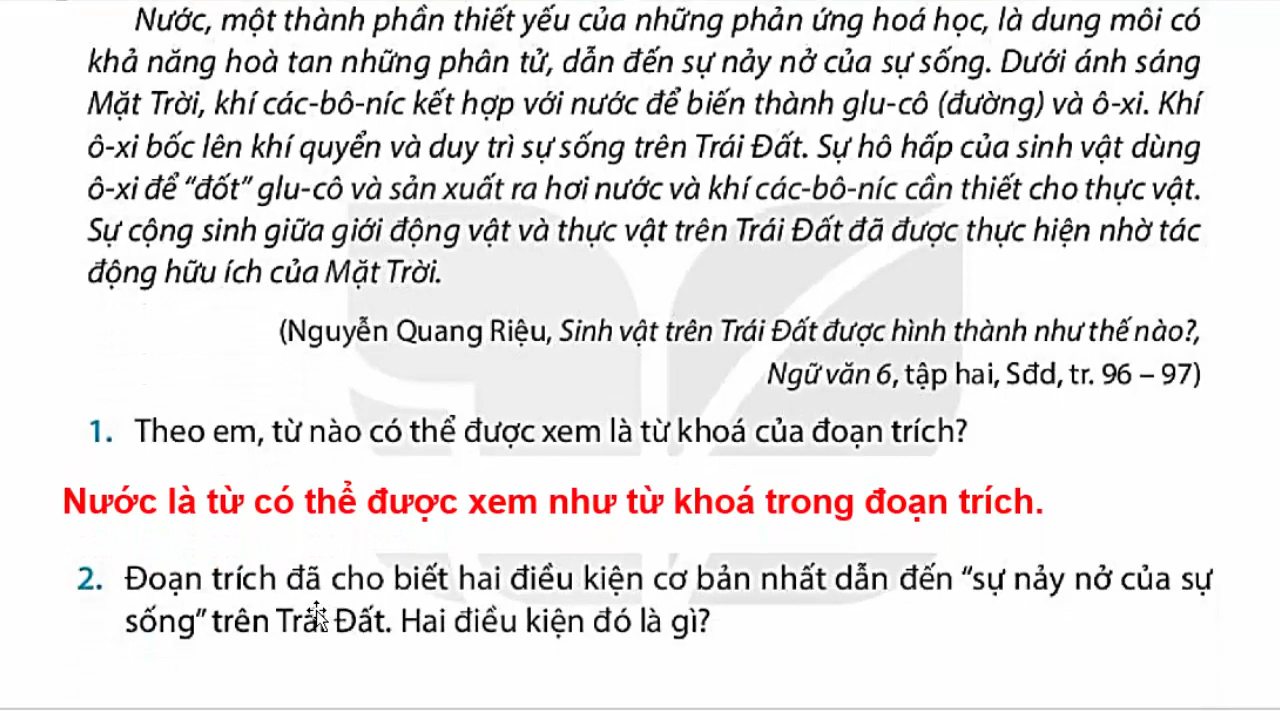 Nước, một thành phần thiết yếu của những phản ứng hoá học, là dung môi có
khả năng hoà tan những phân tử, dẫn đến sự nảy nở của sự sống. Dưới ánh sáng
Mặt Trời, khí các-bô-níc kết hợp với nước để biến thành glu-cô (đường) và ô-xi. Khí
ô-xi bốc lên khí quyển và duy trì sự sống trên Trái Đất. Sự hô hấp của sinh vật dùng
ô-xi để “đốt” glu-cô và sản xuất ra hơi nước và khí các-bô-níc cần thiết cho thực vật.
Sự cộng sinh giữa giới động vật và thực vật trên Trái Đất đã được thực hiện nhờ tác
động hữu ích của Mặt Trời.
(Nguyễn Quang Riệu, Sinh vật trên Trái Đất được hình thành như thế nào?,
Ngữ văn 6, tập hai, Sđd, tr. 96 – 97)
1. Theo em, từ nào có thể được xem là từ khoá của đoạn trích?
Nước là từ có thể được xem như từ khoá trong đoạn trích.
2. Đoạn trích đã cho biết hai điều kiện cơ bản nhất dẫn đến “sự nảy nở của sự
sống” trên Trái Đất. Hai điều kiện đó là gì?